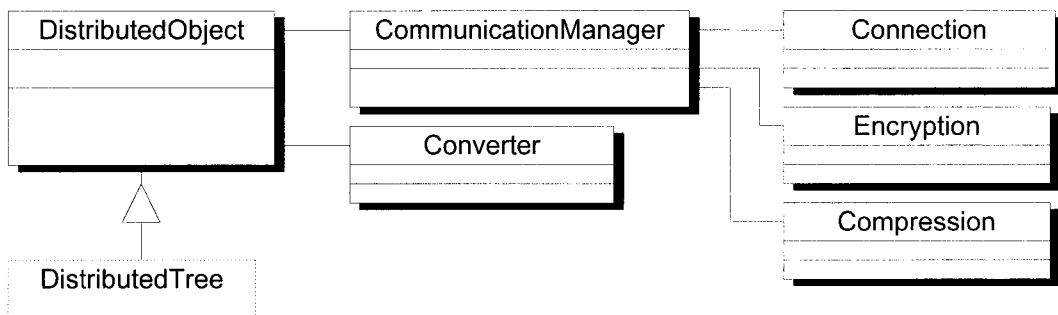 DistributedObject
CommunicationManager
Connection
Encryption
Converter
Compression
DistributedTree